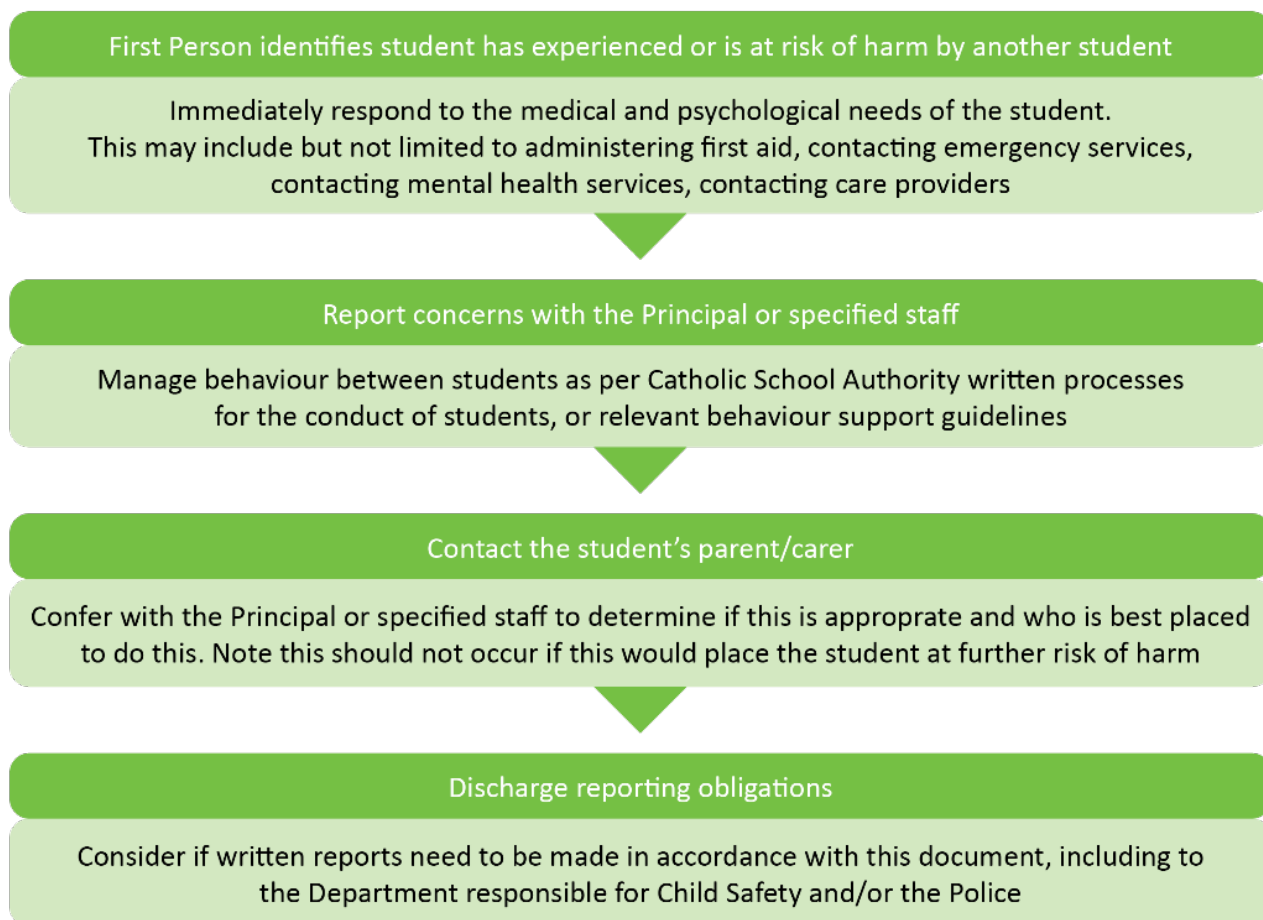 First Person identifies student has experienced or is at risk of harm by another student
Immediately respond to the medical and psychological needs of the student.
This may include but not limited to administering first aid, contacting emergency services,
contacting mental health services, contacting care providers
Report concerns with the Principal or specified staff
Manage behaviour between students as per Catholic School Authority written processes
for the conduct of students, or relevant behaviour support guidelines
Contact the student's parent/carer
Confer with the Principal or specified staff to determine if this is approprate and who is best placed
to do this. Note this should not occur if this would place the student at further risk of harm
Discharge reporting obligations
Consider if written reports need to be made in accordance with this document, including to
the Department responsible for Child Safety and/or the Police